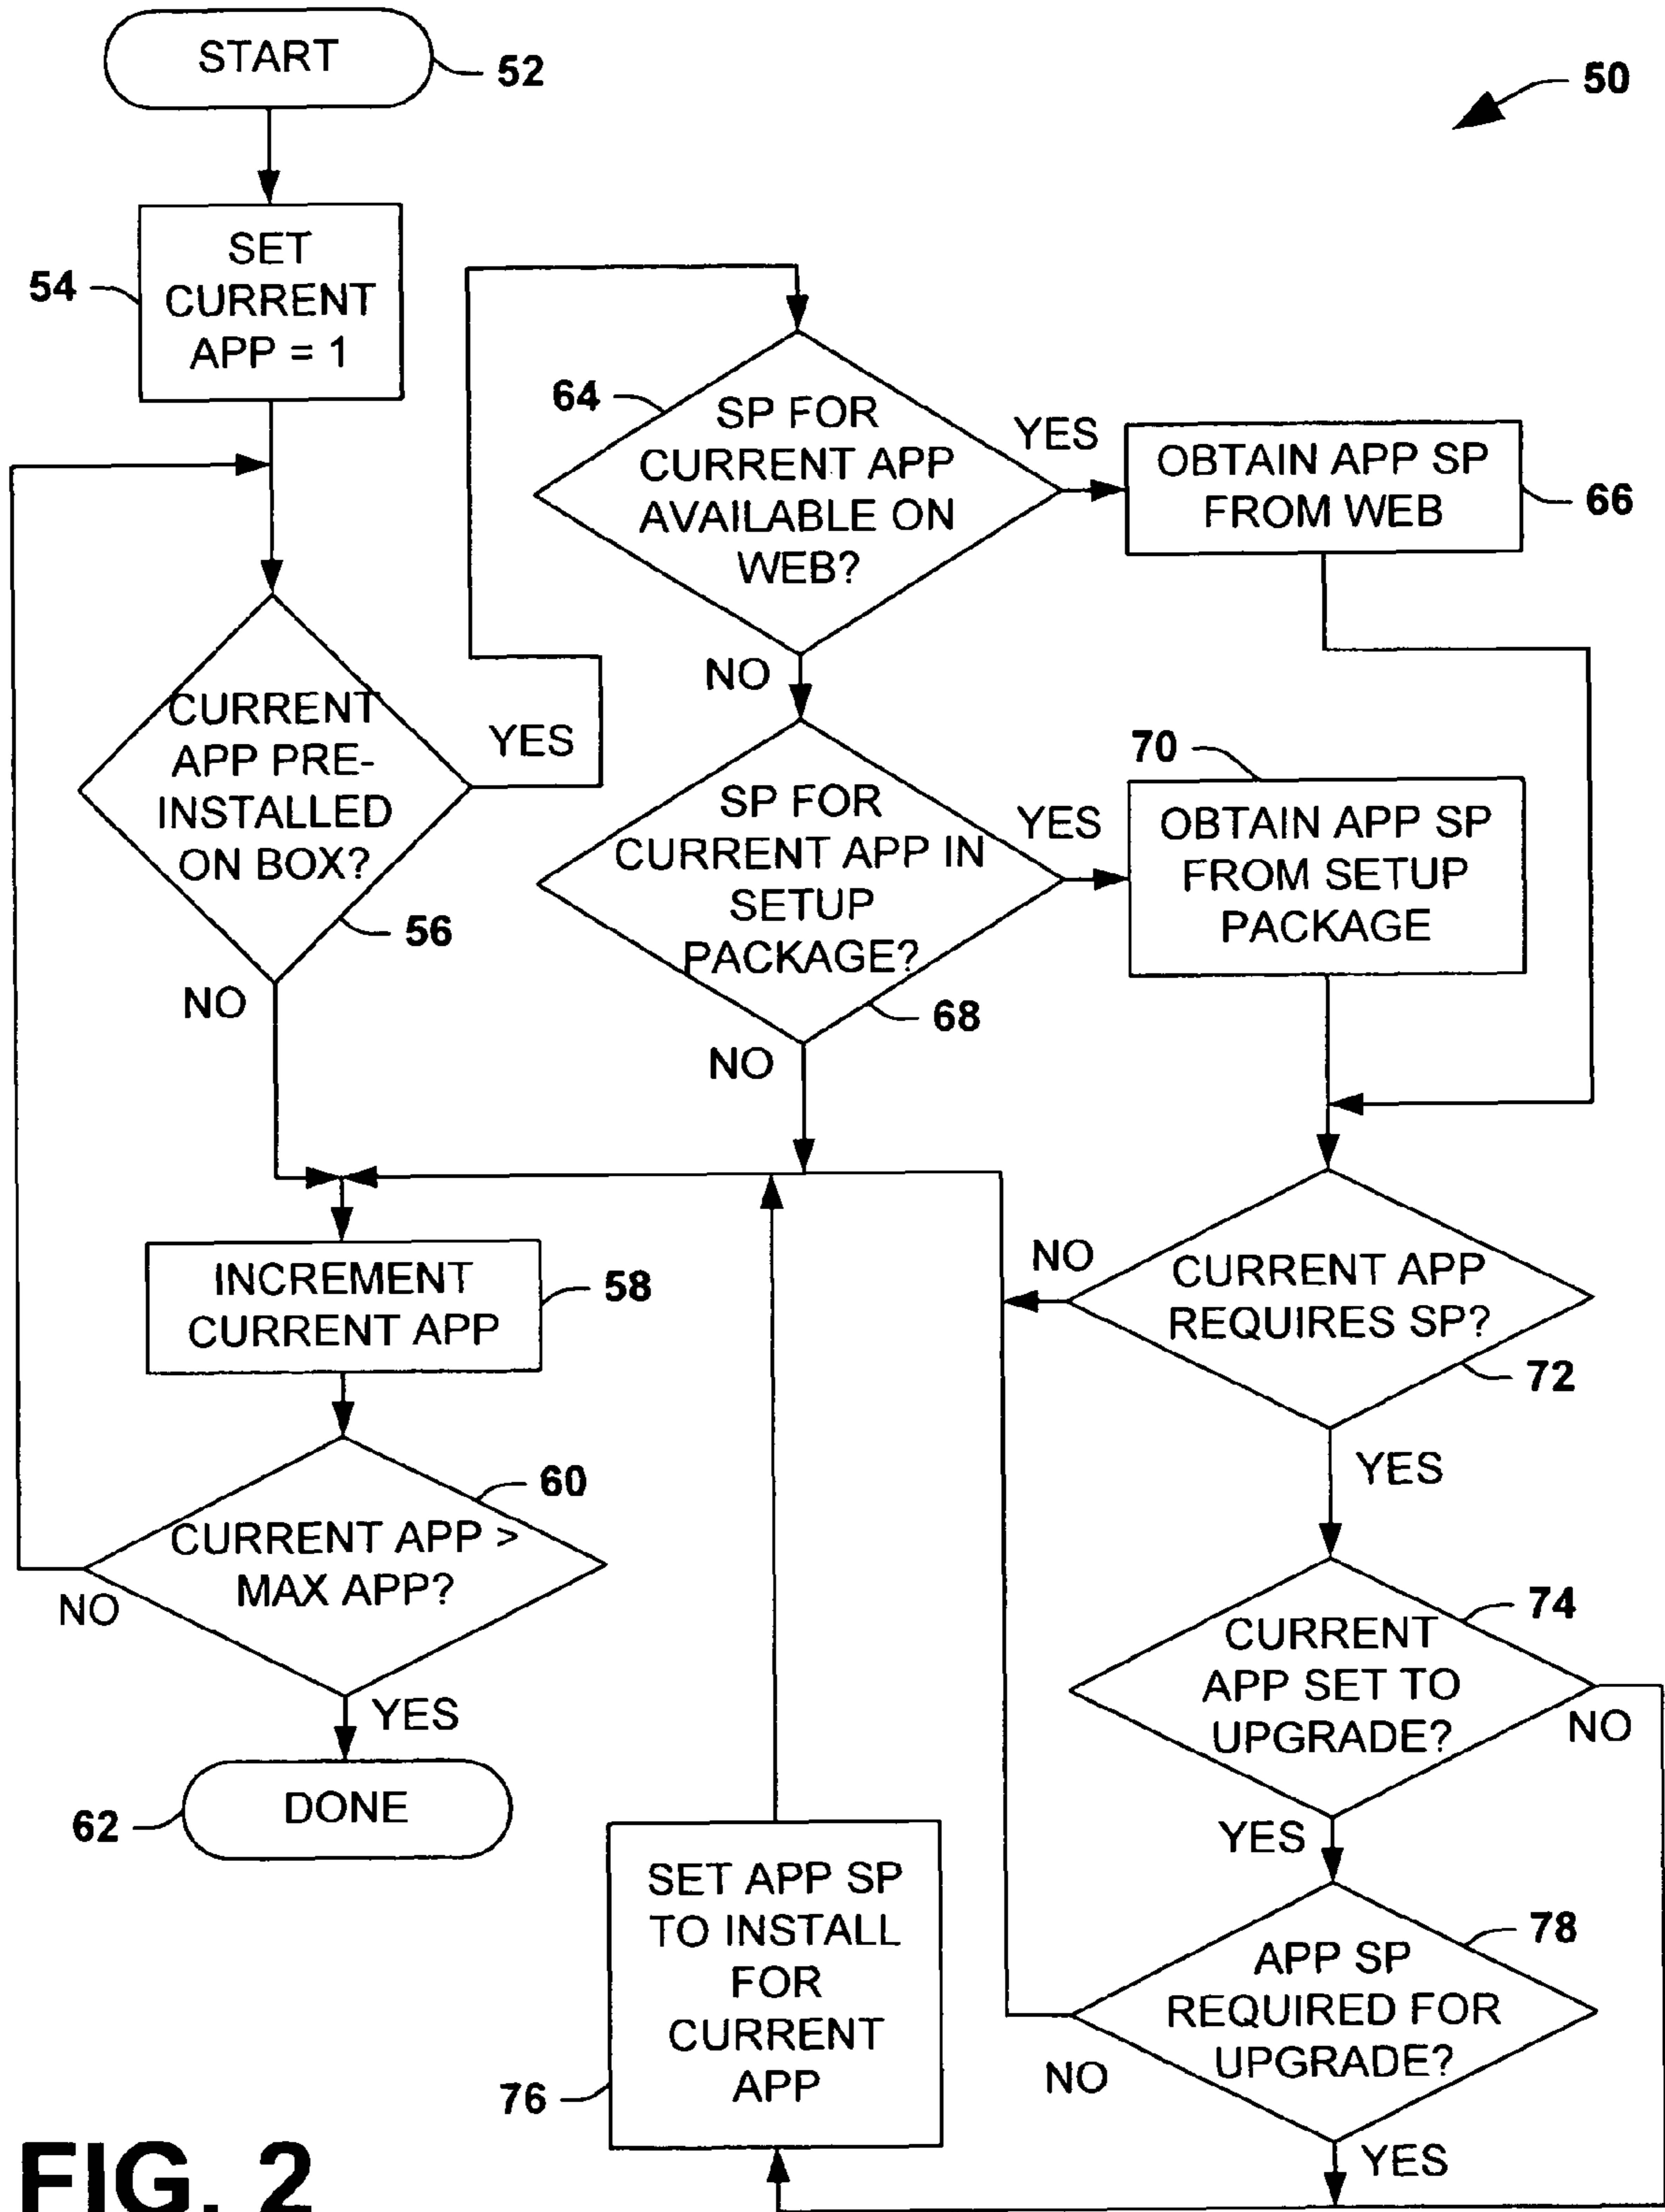 START
52
50
SET
CURRENT
APP = 1
54
64
SP FOR
CURRENT APP
AVAILABLE ON
WEB?
YES
OBTAIN APP SP
FROM WEB
66
NO
CURRENT
APP PRE-
INSTALLED
ON BOX?
YES
56
NO
SP FOR
CURRENT APP IN
SETUP
PACKAGE?
YES
68
NO
70
OBTAIN APP SP
FROM SETUP
PACKAGE
INCREMENT
CURRENT APP
58
NO
CURRENT APP
REQUIRES SP?
72
YES
60
CURRENT APP >
MAX APP?
NO
YES
DONE
62
74
CURRENT
APP SET TO
UPGRADE?
NO
YES
SET APP SP
TO INSTALL
FOR
CURRENT
APP
76
78
APP SP
REQUIRED FOR
UPGRADE?
NO
YES
FIG. 2